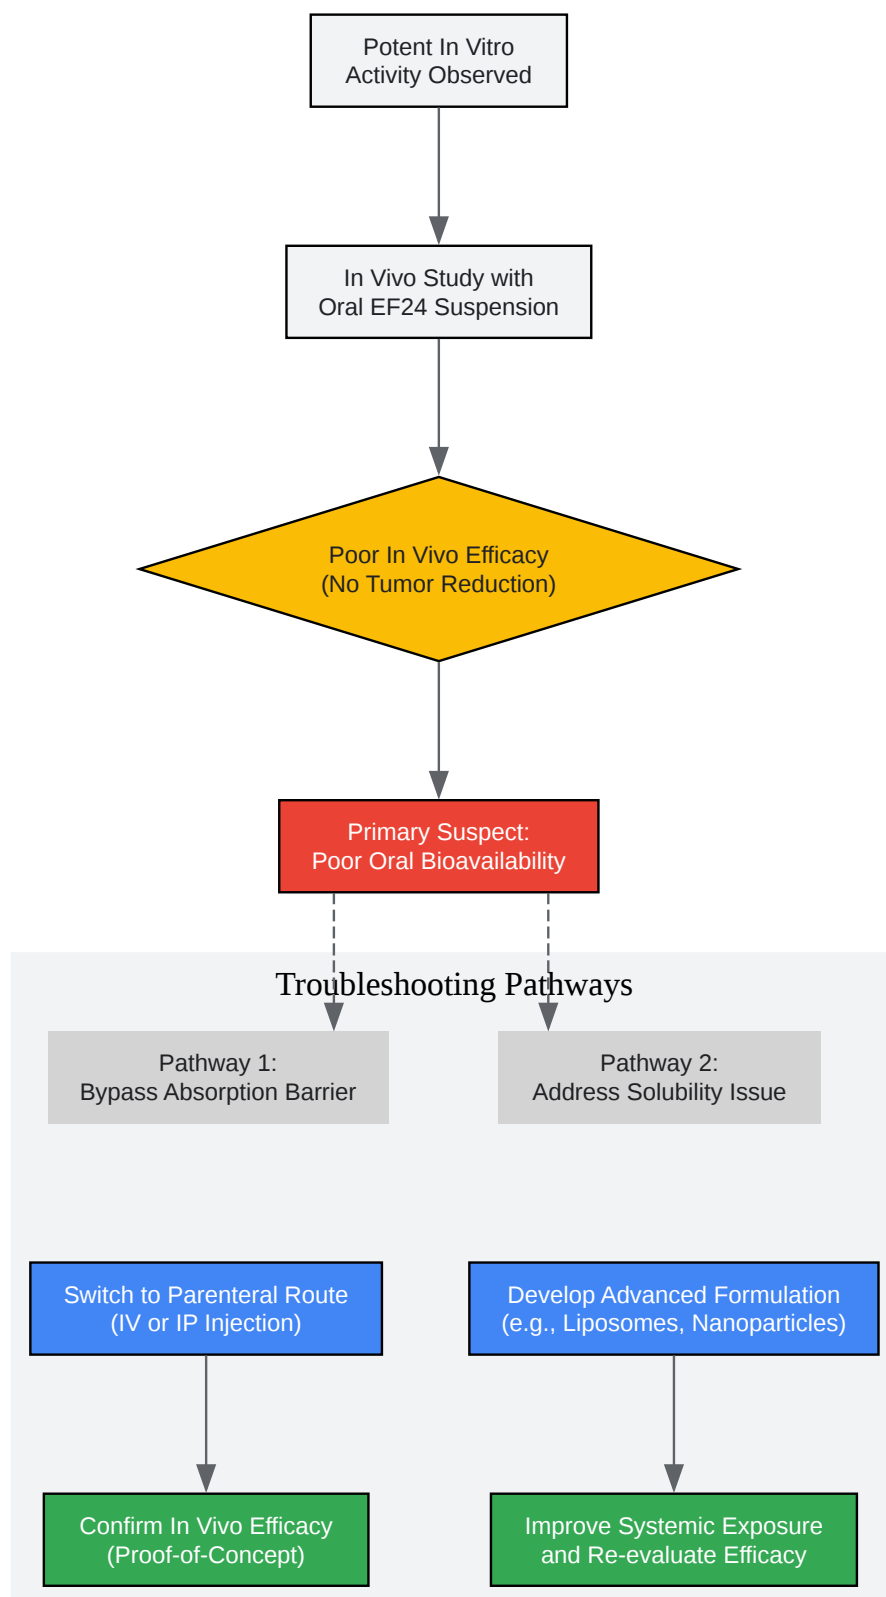 Potent In Vitro
Activity Observed
In Vivo Study with
Oral EF24 Suspension
Poor In Vivo Efficacy
(No Tumor Reduction)
Primary Suspect:
Poor Oral Bioavailability
Troubleshooting Pathways
Pathway 1:
Bypass Absorption Barrier
Pathway 2:
Address Solubility Issue
Switch to Parenteral Route
(IV or IP Injection)
Develop Advanced Formulation
(e.g., Liposomes, Nanoparticles)
Confirm In Vivo Efficacy
(Proof-of-Concept)
Improve Systemic Exposure
and Re-evaluate Efficacy